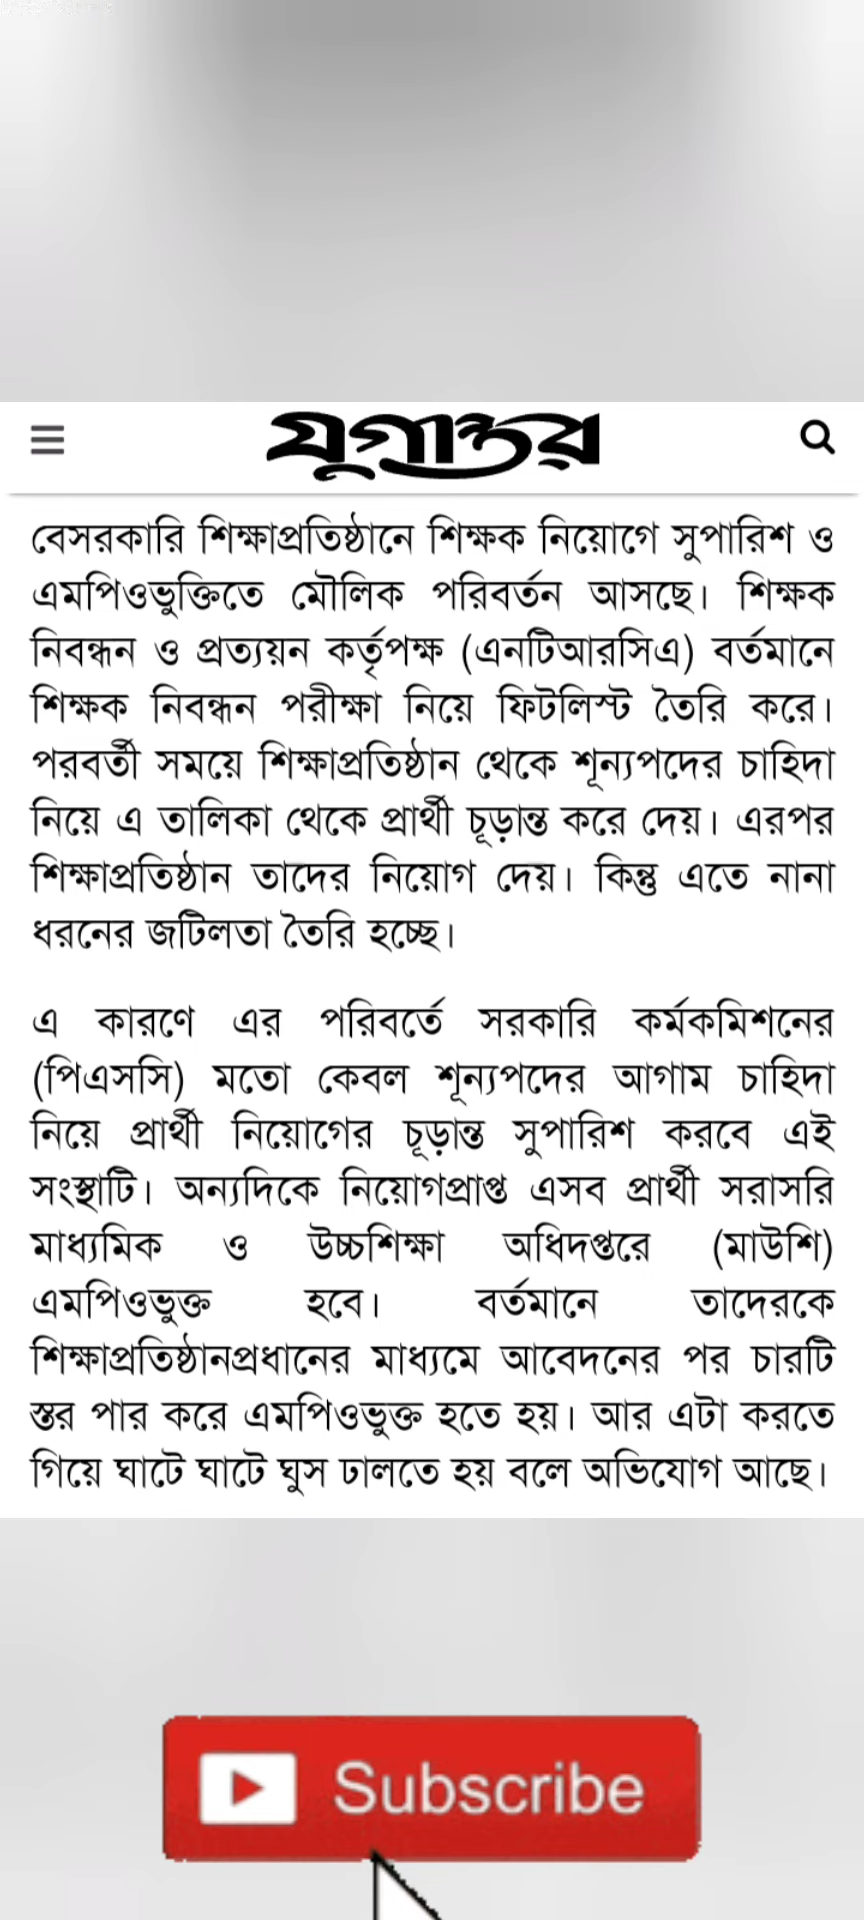 যুগান্তর
বেসরকারি শিক্ষাপ্রতিষ্ঠানে শিক্ষক নিয়োগে সুপারিশ ও
এমপিওভুক্তিতে মৌলিক পরিবর্তন আসছে। শিক্ষক
নিবন্ধন ও প্রত্যয়ন কর্তৃপক্ষ (এনটিআরসিএ) বর্তমানে
শিক্ষক নিবন্ধন পরীক্ষা নিয়ে ফিটলিস্ট তৈরি করে।
পরবর্তী সময়ে শিক্ষাপ্রতিষ্ঠান থেকে শূন্যপদের চাহিদা
নিয়ে এ তালিকা থেকে প্রার্থী চূড়ান্ত করে দেয়। এরপর
শিক্ষাপ্রতিষ্ঠান তাদের নিয়োগ দেয়। কিন্তু এতে নানা
ধরনের জটিলতা তৈরি হচ্ছে।
এ কারণে এর পরিবর্তে সরকারি কর্মকমিশনের
(পিএসসি) মতো কেবল শূন্যপদের আগাম চাহিদা
নিয়ে প্রার্থী নিয়োগের চূড়ান্ত সুপারিশ করবে এই
সংস্থাটি। অন্যদিকে নিয়োগপ্রাপ্ত এসব প্রার্থী সরাসরি
মাধ্যমিক ও উচ্চশিক্ষা অধিদপ্তরে (মাউশি)
এমপিওভুক্ত হবে। বর্তমানে তাদেরকে
শিক্ষাপ্রতিষ্ঠানপ্রধানের মাধ্যমে আবেদনের পর চারটি
স্তর পার করে এমপিওভুক্ত হতে হয়। আর এটা করতে
গিয়ে ঘাটে ঘাটে ঘুস ঢালতে হয় বলে অভিযোগ আছে।
Subscribe